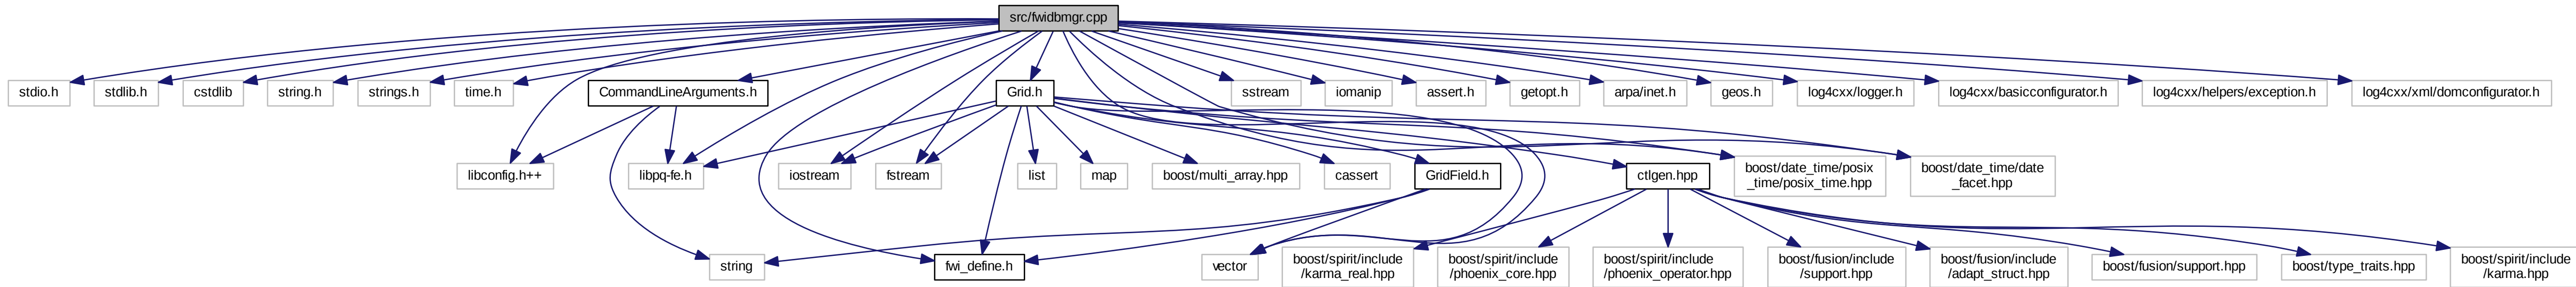 src/fwidbmgr.cpp
stdio.h
stdlib.h
cstdlib
string.h
strings.h
time.h
CommandLineArguments.h
Grid.h
sstream
iomanip
assert.h
getopt.h
arpa/inet.h
geos.h
log4cxx/logger.h
log4cxx/basicconfigurator.h
log4cxx/helpers/exception.h
log4cxx/xml/domconfigurator.h
libconfig.h++
libpq-fe.h
iostream
fstream
list
map
boost/multi_array.hpp
cassert
GridField.h
ctlgen.hpp
boost/date_time/posix
_time/posix_time.hpp
boost/date_time/date
_facet.hpp
string
fwi_define.h
vector
boost/spirit/include
/karma_real.hpp
boost/spirit/include
/phoenix_core.hpp
boost/spirit/include
/phoenix_operator.hpp
boost/fusion/include
/support.hpp
boost/fusion/include
/adapt_struct.hpp
boost/fusion/support.hpp
boost/type_traits.hpp
boost/spirit/include
/karma.hpp